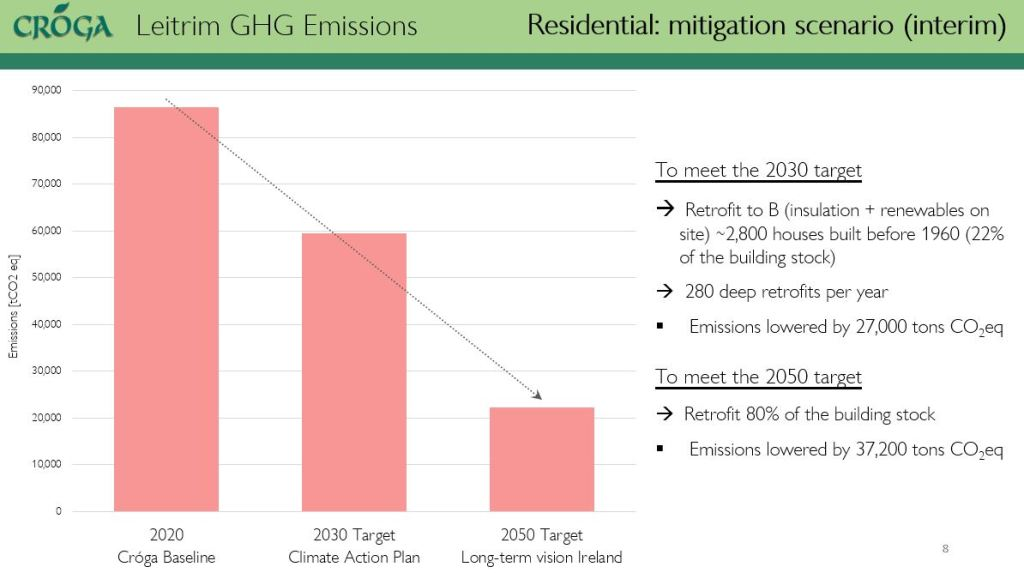 CRÓGA
Leitrim GHG Emissions
Residential: mitigation scenario (interim)
Emissions [tCO2 eq]
90,000
80,000
70,000
60,000
50,000
40,000
30,000
20,000
10,000
0
2020
Cróga Baseline
2030 Target
Climate Action Plan
2050 Target
Long-term vision Ireland
To meet the 2030 target
→ Retrofit to B (insulation + renewables on
site) ~2,800 houses built before 1960 (22%
of the building stock)
→ 280 deep retrofits per year
▪ Emissions lowered by 27,000 tons CO₂eq
To meet the 2050 target
→ Retrofit 80% of the building stock
▪ Emissions lowered by 37,200 tons CO₂eq
8